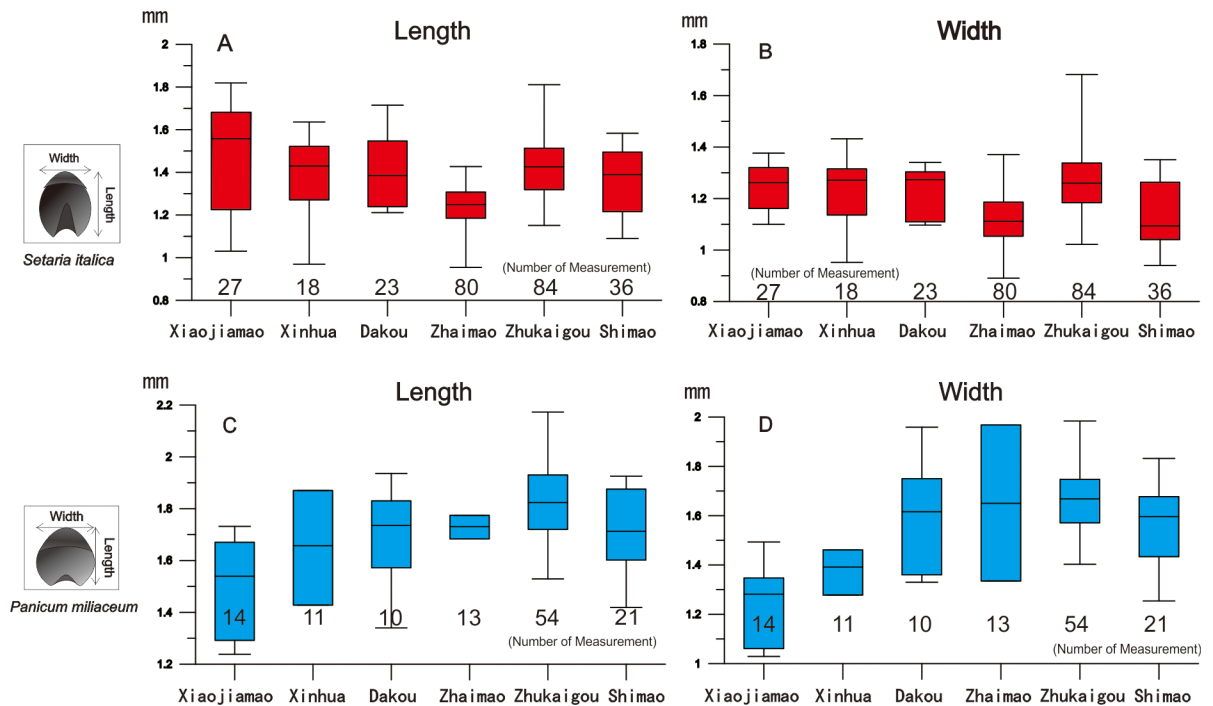 mm
Length
A
2
1.8
1.6
1.4
1.2
1
0.8
(Number of Measurement)
27 18 23 80 84 36
Xiaojiamao Xinhua Dakou Zhaimao Zhukaigou Shimao
mm
Width
B
2
1.8
1.6
1.4
1.2
1
0.8
(Number of Measurement)
27 18 23 80 84 36
Xiaojiamao Xinhua Dakou Zhaimao Zhukaigou Shimao
Width
Length
Setaria italica
mm
Length
C
2.2
2
1.8
1.6
1.4
1.2
14 11 10 13 54 21
(Number of Measurement)
Xiaojiamao Xinhua Dakou Zhaimao Zhukaigou Shimao
mm
Width
D
2
1.8
1.6
1.4
1.2
1
14 11 10 13 54 21
(Number of Measurement)
Xiaojiamao Xinhua Dakou Zhaimao Zhukaigou Shimao
Width
Length
Panicum miliaceum